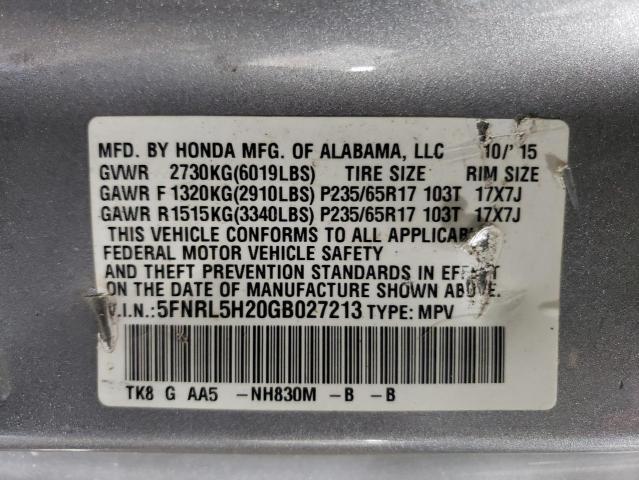 MFD. BY HONDA MFG. OF ALABAMA, LLC 10/'15
GVWR 2730KG(6019LBS) TIRE SIZE RIM SIZE
GAWR F 1320KG(2910LBS) P235/65R17 103T 17X7J
GAWR R1515KG(3340LBS) P235/65R17 103T 17X7J
THIS VEHICLE CONFORMS TO ALL APPLICABLE
FEDERAL MOTOR VEHICLE SAFETY
AND THEFT PREVENTION STANDARDS IN EFFECT
ON THE DATE OF MANUFACTURE SHOWN ABOVE.
V.I.N.:5FNRL5H20GB027213 TYPE: MPV
TK8 G AA5 -NH830M -B -B